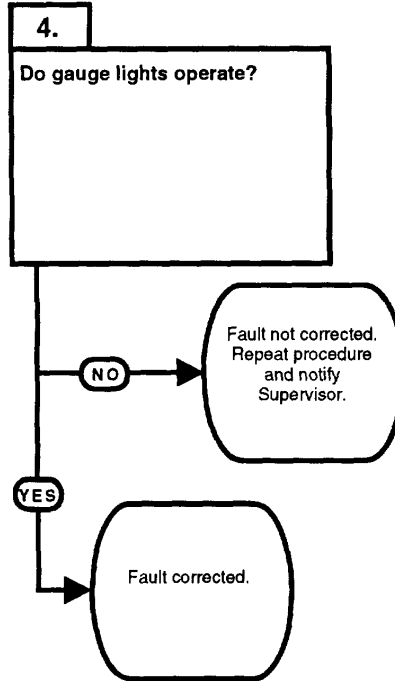 4.
Do gauge lights operate?
Fault not corrected.
Repeat procedure
and notify
Supervisor.
NO
YES
Fault corrected.